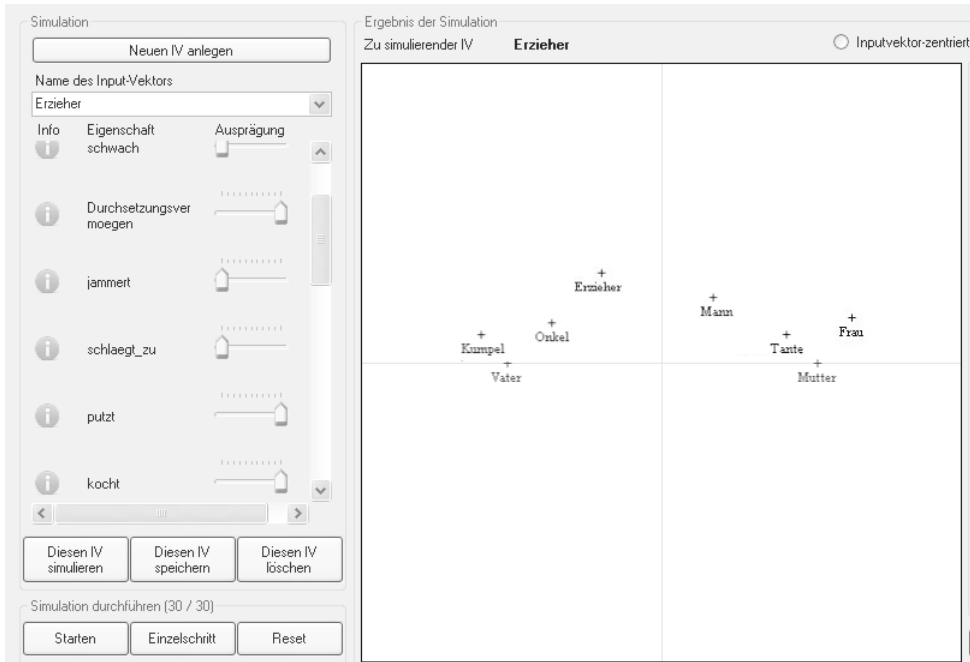 Simulation
Neuen IV anlegen
Name des Input-Vektors
Erzieher
Info Eigenschaft Ausprägung
schwach
Durchsetzungsver
moegen
jammert
schlaegt_zu
putzt
kocht
Diesen IV
simulieren
Diesen IV
speichern
Diesen IV
löschen
Simulation durchführen (30 / 30)
Starten Einzelschritt Reset
Ergebnis der Simulation
Zu simulierender IV Erzieher
Inputvektor-zentriert
Erzieher
Mann
Onkel
Frau
Kumpel
Tante
Vater
Mutter